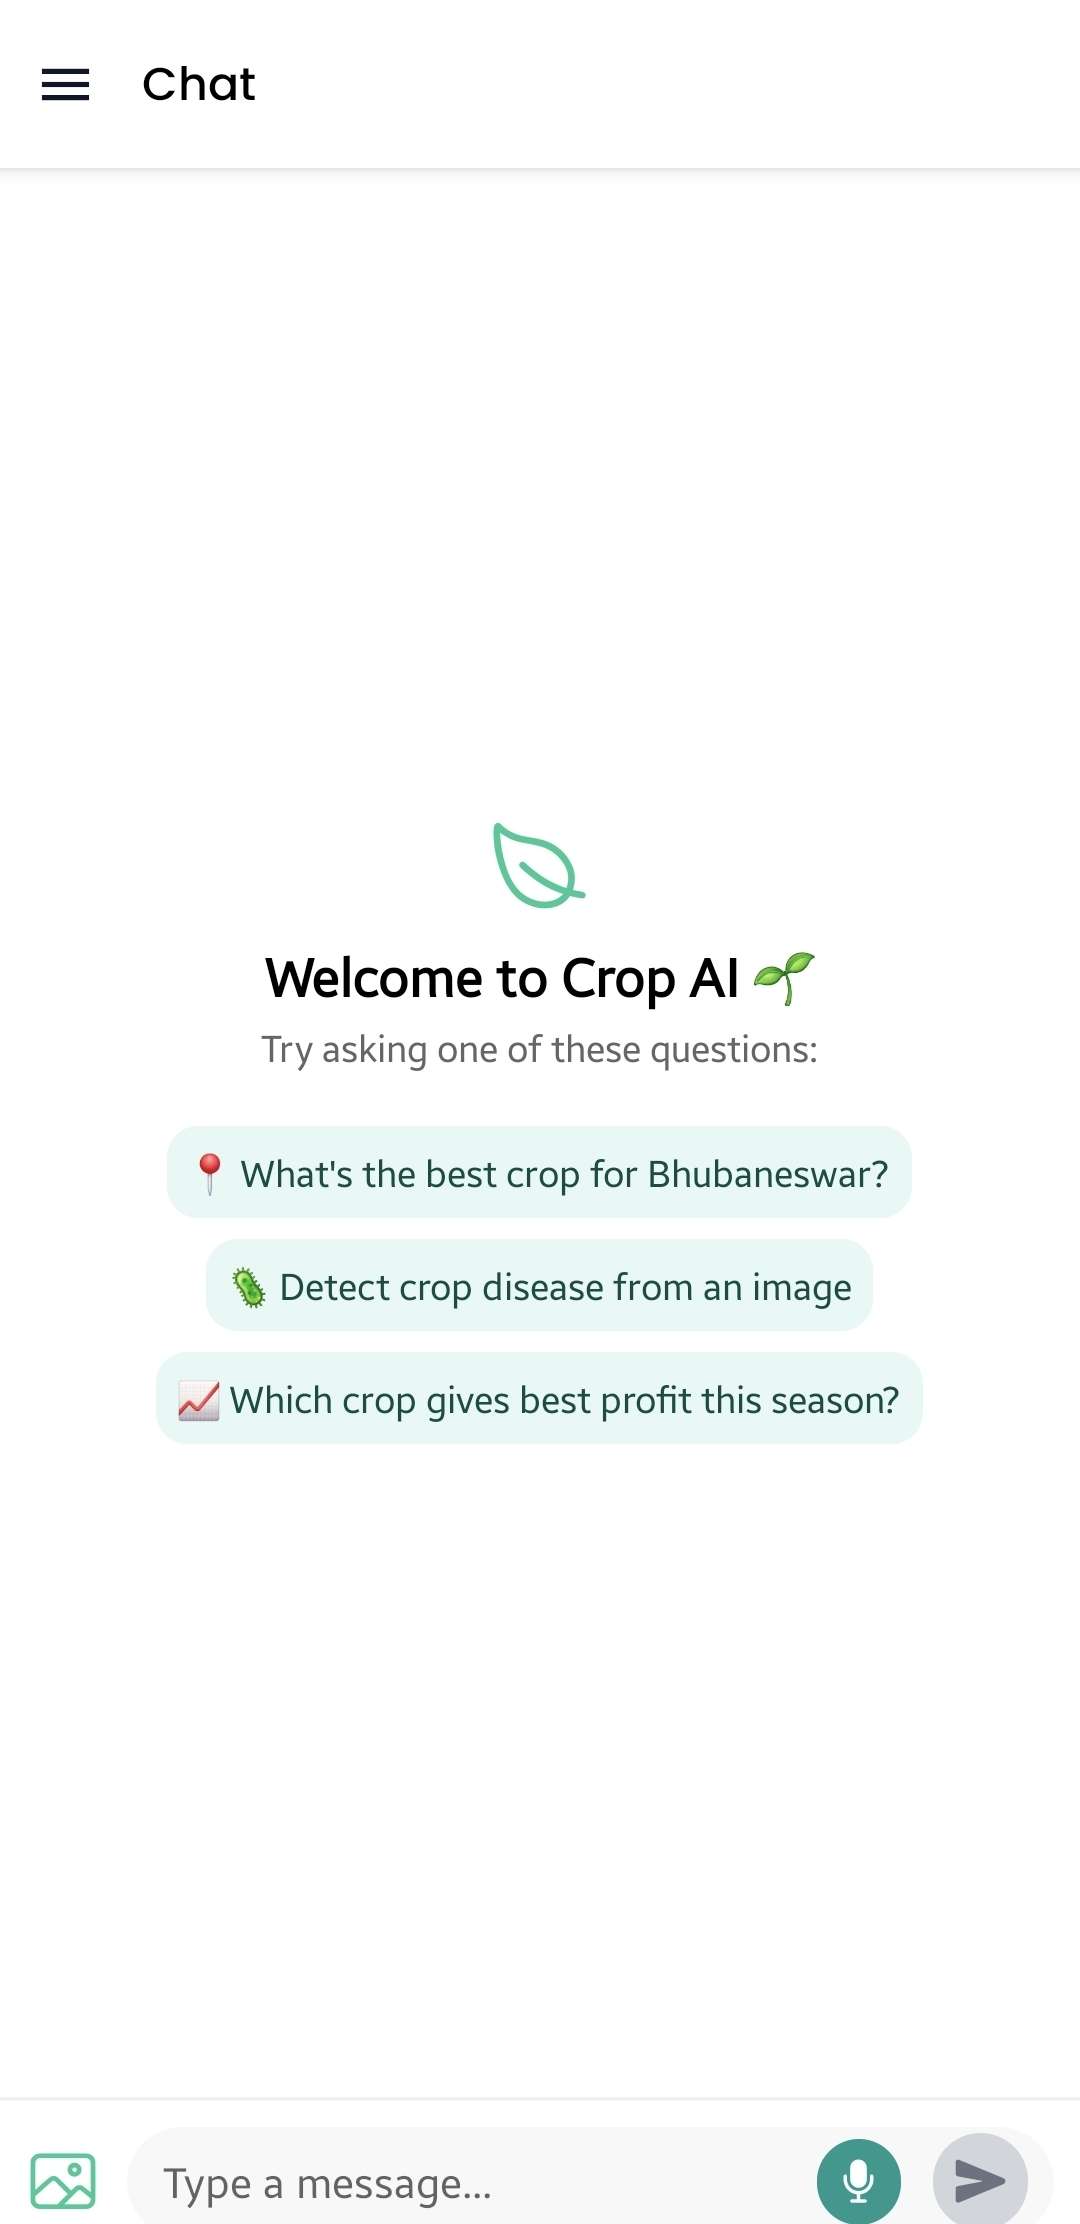 Chat
Welcome to Crop AI 🌱
Try asking one of these questions:
📍 What's the best crop for Bhubaneswar?
🦠 Detect crop disease from an image
📈 Which crop gives best profit this season?
Type a message...